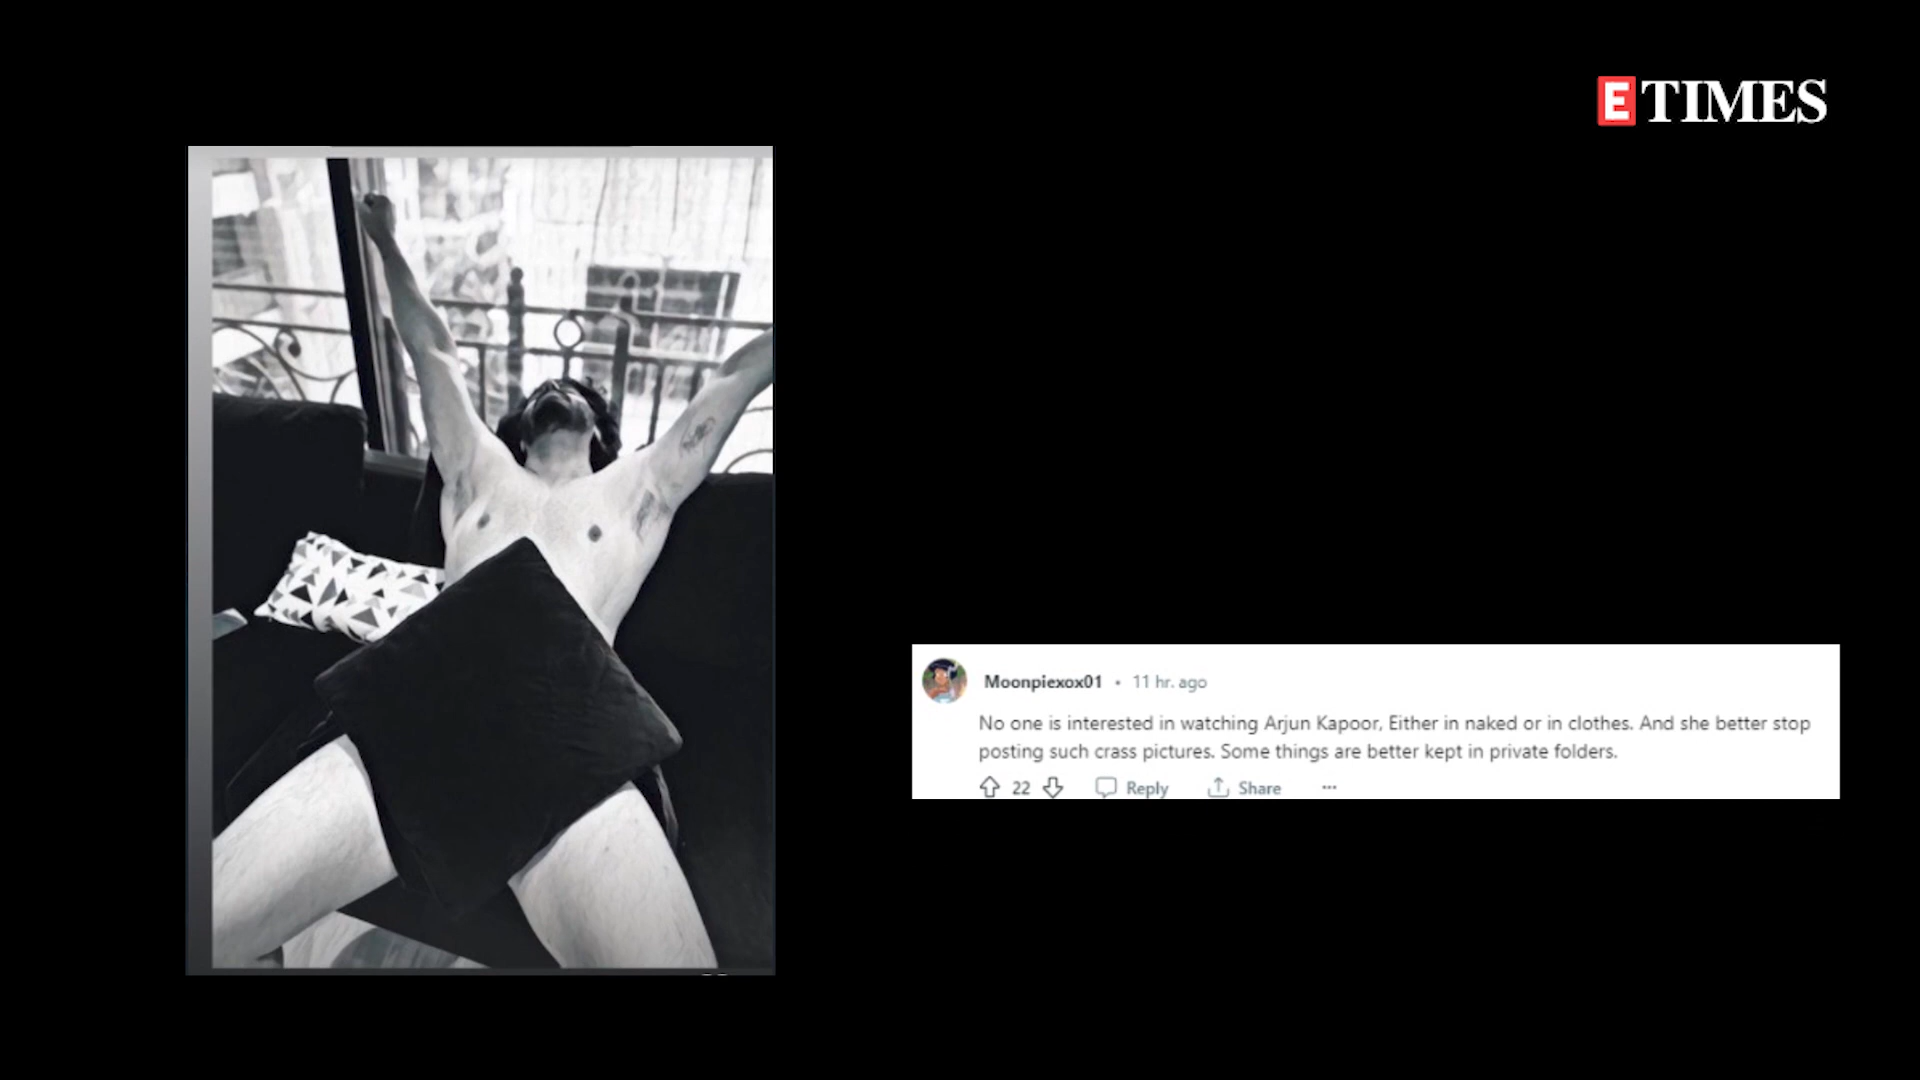 E TIMES
Moonpiexox01 • 11 hr. ago
No one is interested in watching Arjun Kapoor, Either in naked or in clothes. And she better stop
posting such crass pictures. Some things are better kept in private folders.
22 Reply Share ...